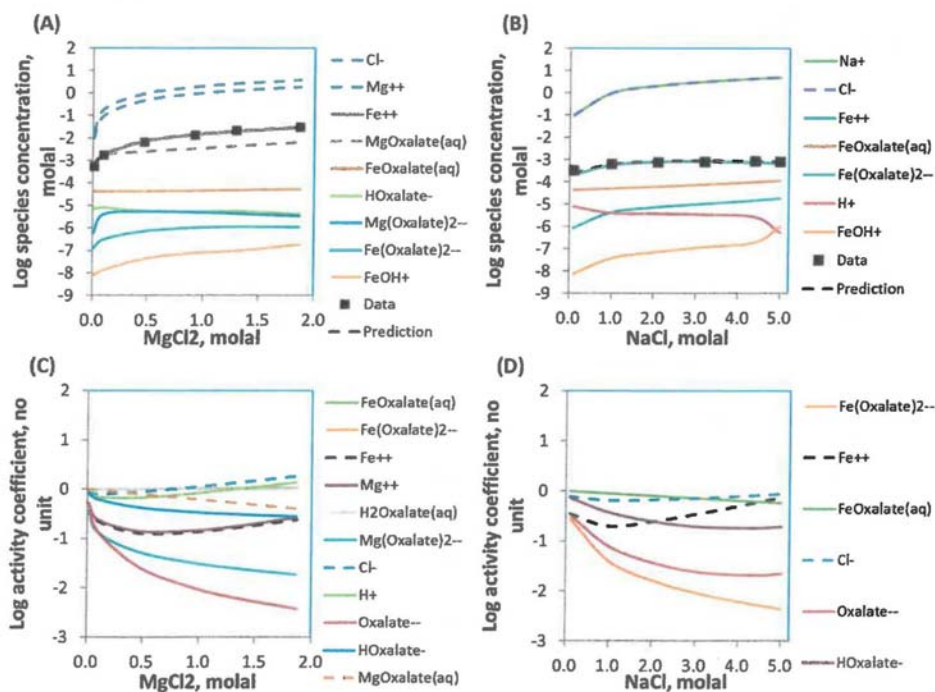 (A)
Log species concentration,
molal
2
1
0
-1
-2
-3
-4
-5
-6
-7
-8
-9
0.0 0.5 1.0 1.5 2.0
MgCl2, molal
Cl-
Mg++
Fe++
MgOxalate(aq)
FeOxalate(aq)
HOxalate-
Mg(Oxalate)2--
Fe(Oxalate)2--
FeOH+
Data
Prediction
(B)
Log species concentration,
molal
2
1
0
-1
-2
-3
-4
-5
-6
-7
-8
-9
0.0 1.0 2.0 3.0 4.0 5.0
NaCl, molal
Na+
Cl-
Fe++
FeOxalate(aq)
Fe(Oxalate)2--
H+
FeOH+
Data
Prediction
(C)
Log activity coefficient, no
unit
2
1
0
-1
-2
-3
0.0 0.5 1.0 1.5 2.0
MgCl2, molal
FeOxalate(aq)
Fe(Oxalate)2--
Fe++
Mg++
H2Oxalate(aq)
Mg(Oxalate)2--
Cl-
H+
Oxalate--
HOxalate-
MgOxalate(aq)
(D)
Log activity coefficient, no
unit
2
1
0
-1
-2
-3
0.0 1.0 2.0 3.0 4.0 5.0
NaCl, molal
Fe(Oxalate)2--
Fe++
FeOxalate(aq)
Cl-
Oxalate--
HOxalate-